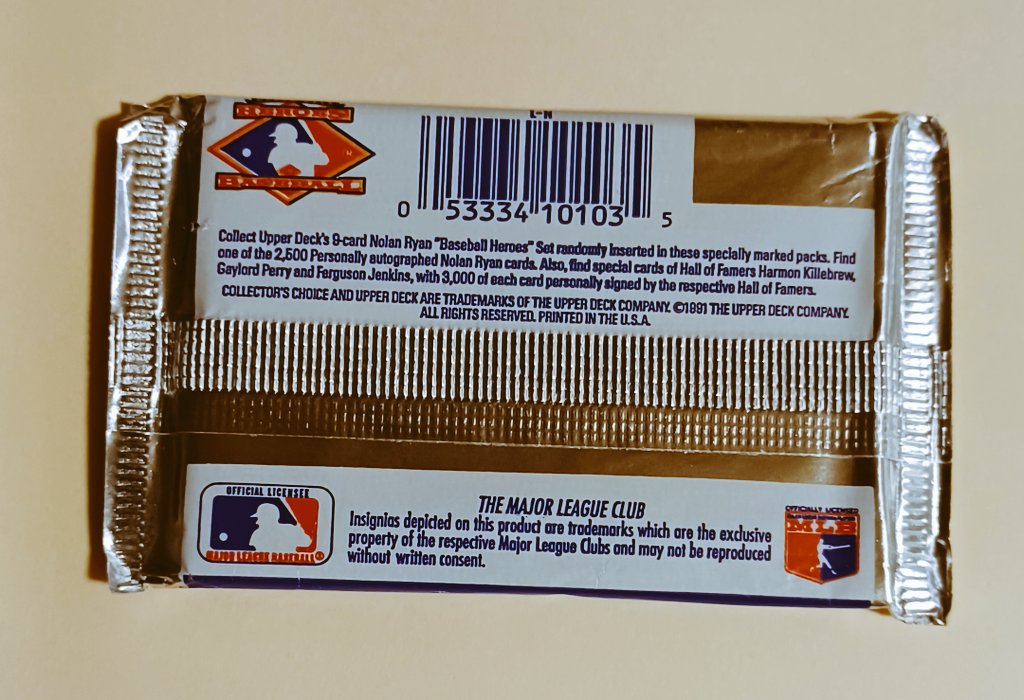 HEROES
BASEBALL
L-N
0 53334 10103 5
Collect Upper Deck's 9-card Nolan Ryan "Baseball Heroes" Set randomly inserted in these specially marked packs. Find
one of the 2,500 Personally autographed Nolan Ryan cards. Also, find special cards of Hall of Famers Harmon Killebrew,
Gaylord Perry and Ferguson Jenkins, with 3,000 of each card personally signed by the respective Hall of Famers.
COLLECTOR'S CHOICE AND UPPER DECK ARE TRADEMARKS OF THE UPPER DECK COMPANY. ©1991 THE UPPER DECK COMPANY.
ALL RIGHTS RESERVED. PRINTED IN THE U.S.A.
OFFICIAL LICENSEE
MAJOR LEAGUE BASEBALL®
THE MAJOR LEAGUE CLUB
Insignias depicted on this product are trademarks which are the exclusive
property of the respective Major League Clubs and may not be reproduced
without written consent.
OFFICIALLY LICENSED
MLB